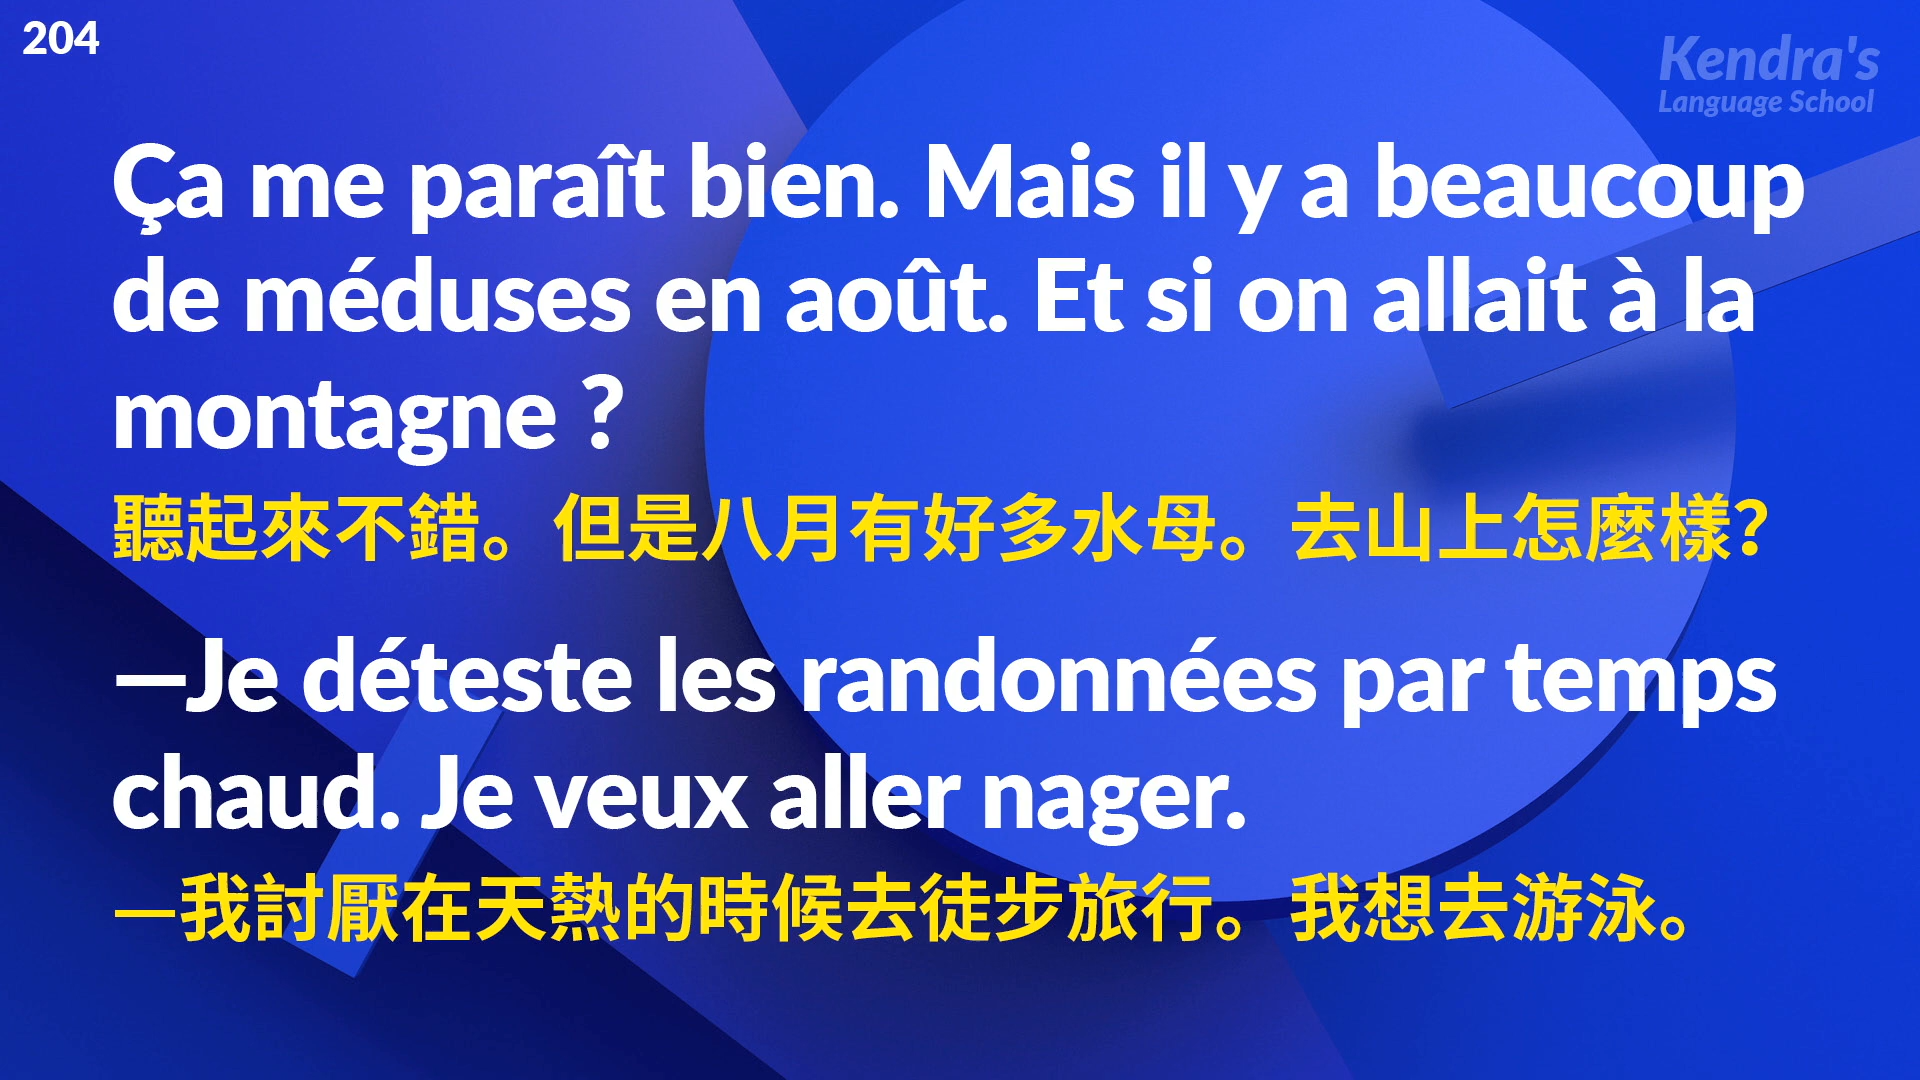 204
Kendra's
Language School
Ça me paraît bien. Mais il y a beaucoup
de méduses en août. Et si on allait à la
montagne ?
聽起來不錯。但是八月有好多水母。去山上怎麼樣?
—Je déteste les randonnées par temps
chaud. Je veux aller nager.
—我討厭在天熱的時候去徒步旅行。我想去游泳。